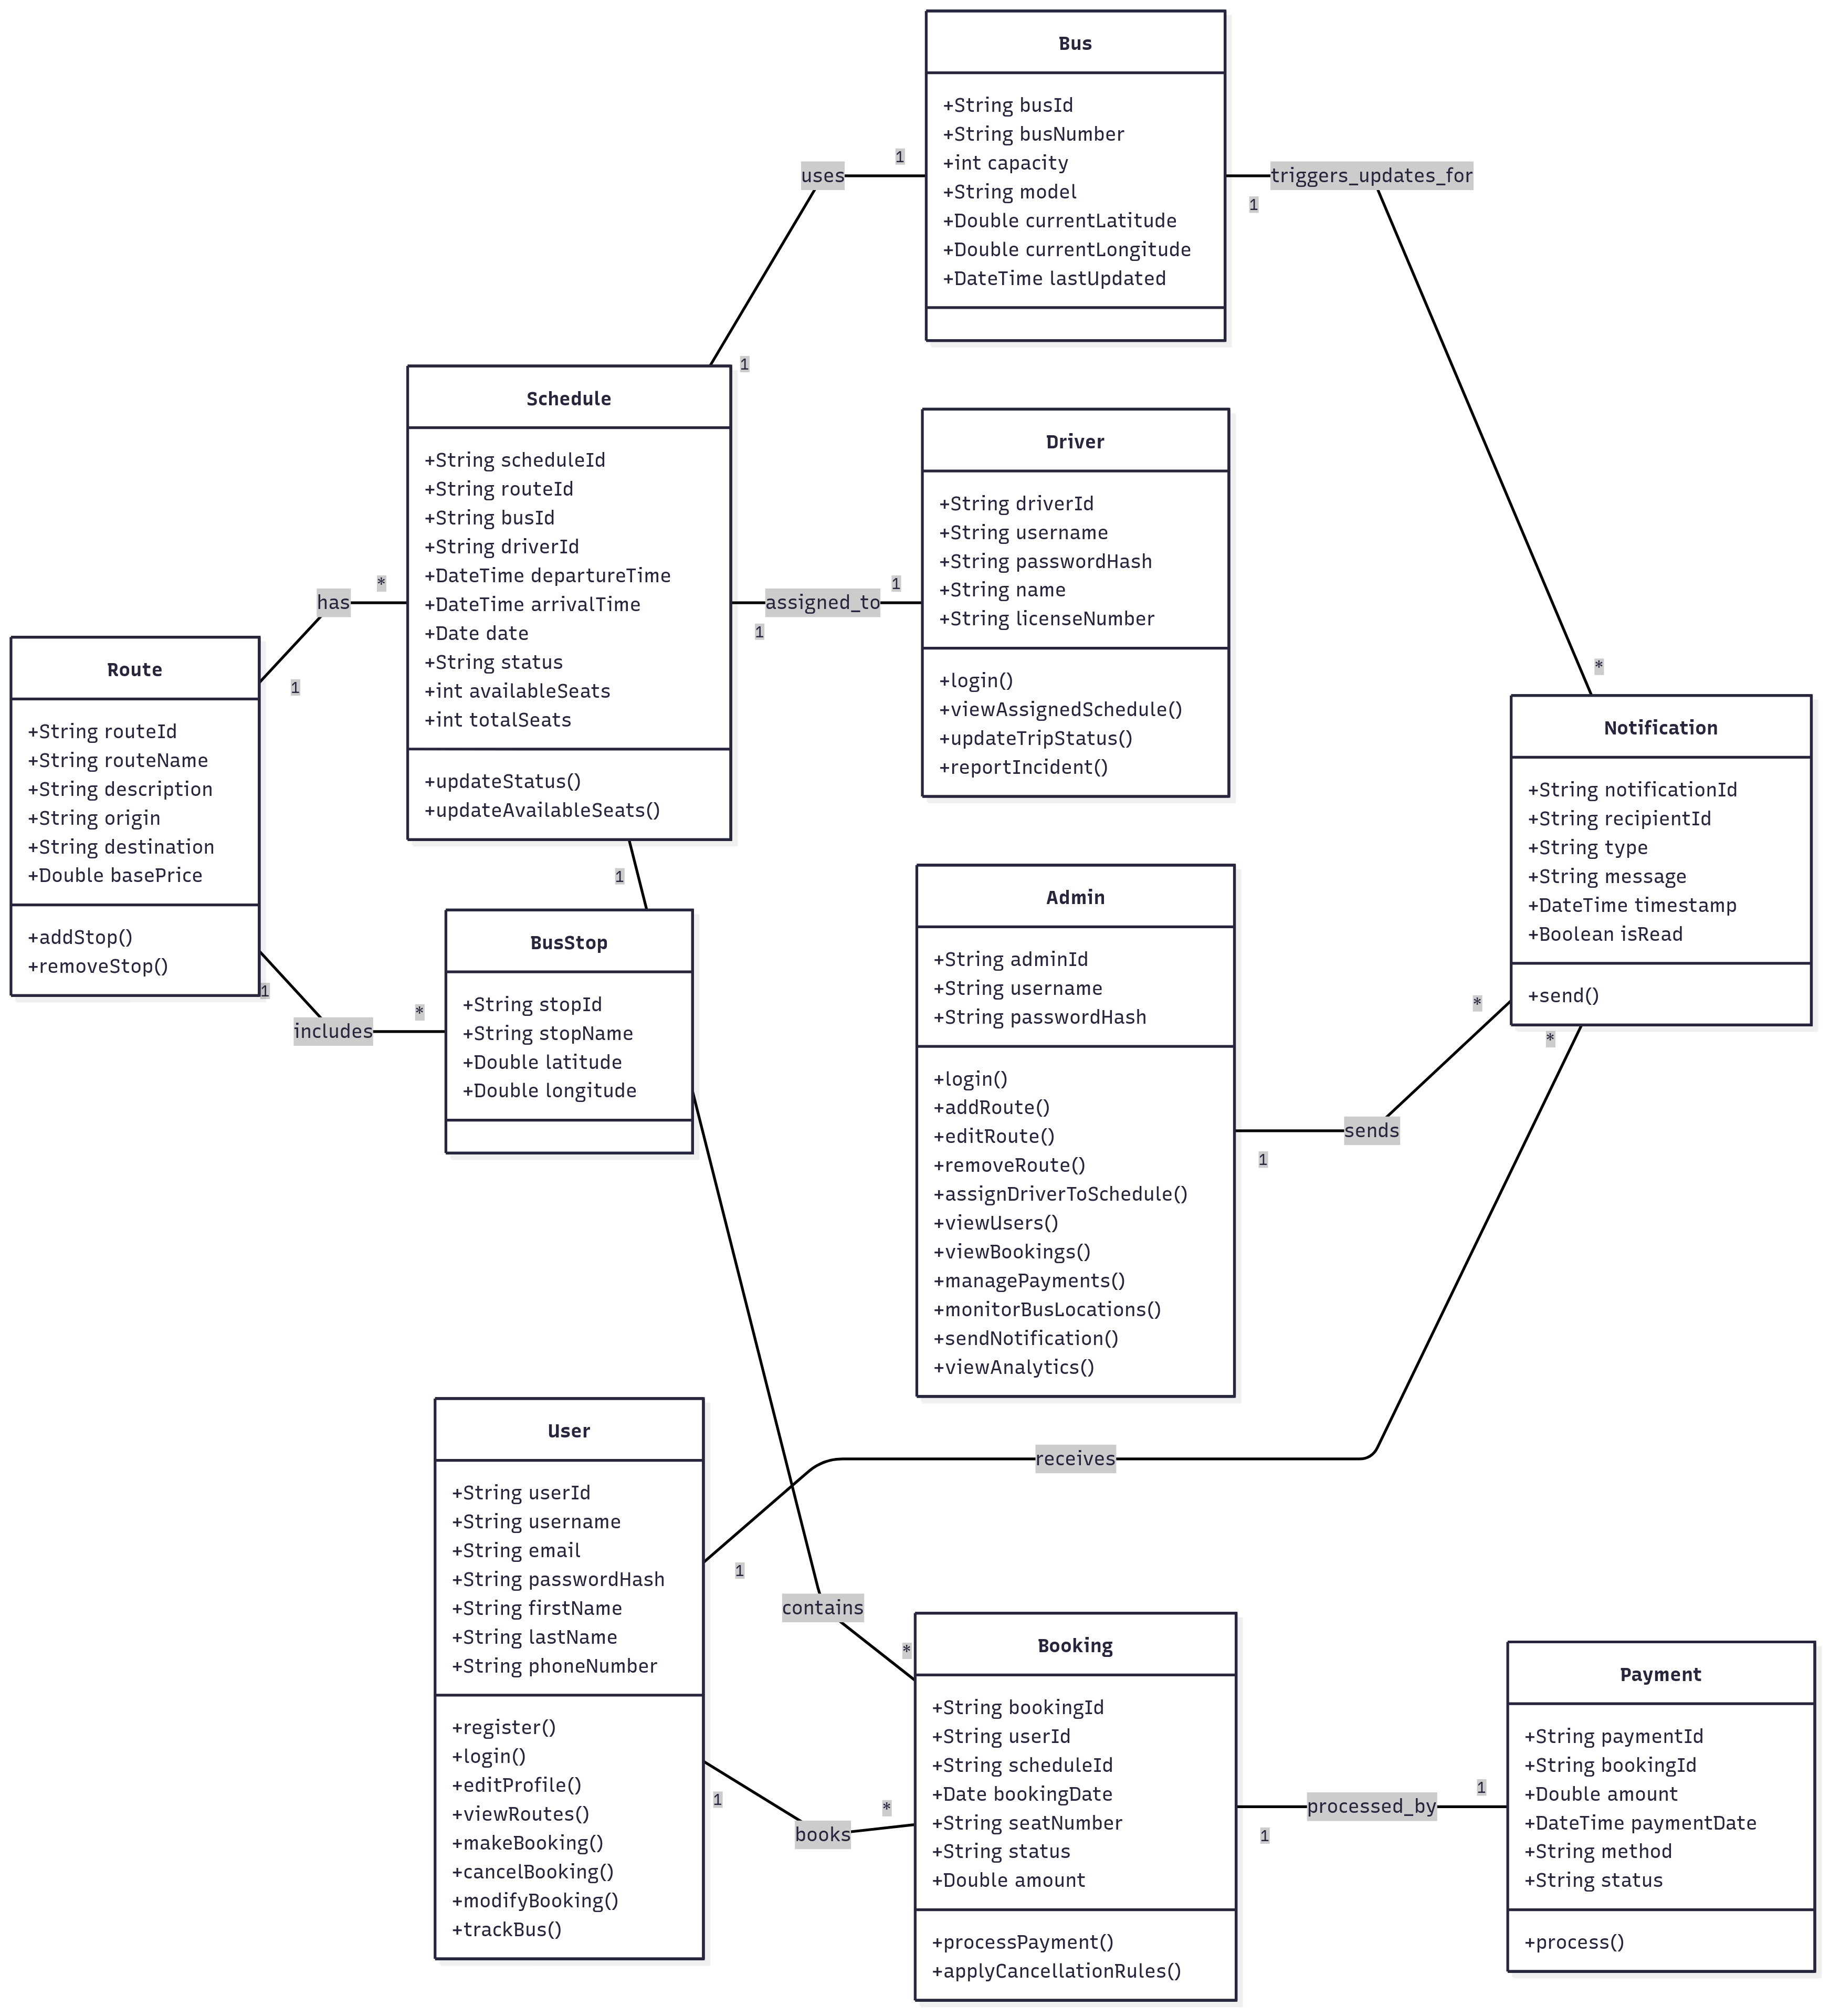 Bus
+String busId
+String busNumber
+int capacity
+String model
+Double currentLatitude
+Double currentLongitude
+DateTime lastUpdated
uses
1
1
triggers_updates_for
1
*
Schedule
+String scheduleId
+String routeId
+String busId
+String driverId
+DateTime departureTime
+DateTime arrivalTime
+Date date
+String status
+int availableSeats
+int totalSeats
+updateStatus()
+updateAvailableSeats()
Driver
+String driverId
+String username
+String passwordHash
+String name
+String licenseNumber
+login()
+viewAssignedSchedule()
+updateTripStatus()
+reportIncident()
assigned_to
1
1
has
*
1
Route
+String routeId
+String routeName
+String description
+String origin
+String destination
+Double basePrice
+addStop()
+removeStop()
1
includes
*
1
BusStop
+String stopId
+String stopName
+Double latitude
+Double longitude
Notification
+String notificationId
+String recipientId
+String type
+String message
+DateTime timestamp
+Boolean isRead
+send()
Admin
+String adminId
+String username
+String passwordHash
+login()
+addRoute()
+editRoute()
+removeRoute()
+assignDriverToSchedule()
+viewUsers()
+viewBookings()
+managePayments()
+monitorBusLocations()
+sendNotification()
+viewAnalytics()
*
sends
1
*
receives
1
User
+String userId
+String username
+String email
+String passwordHash
+String firstName
+String lastName
+String phoneNumber
+register()
+login()
+editProfile()
+viewRoutes()
+makeBooking()
+cancelBooking()
+modifyBooking()
+trackBus()
contains
*
1
books
*
Booking
+String bookingId
+String userId
+String scheduleId
+Date bookingDate
+String seatNumber
+String status
+Double amount
+processPayment()
+applyCancellationRules()
processed_by
1
1
Payment
+String paymentId
+String bookingId
+Double amount
+DateTime paymentDate
+String method
+String status
+process()